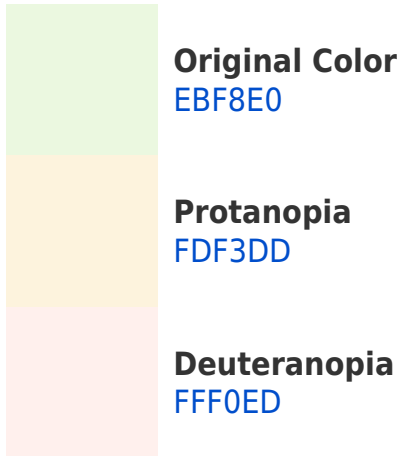 Original Color
EBF8E0
Protanopia
FDF3DD
Deuteranopia
FFF0ED